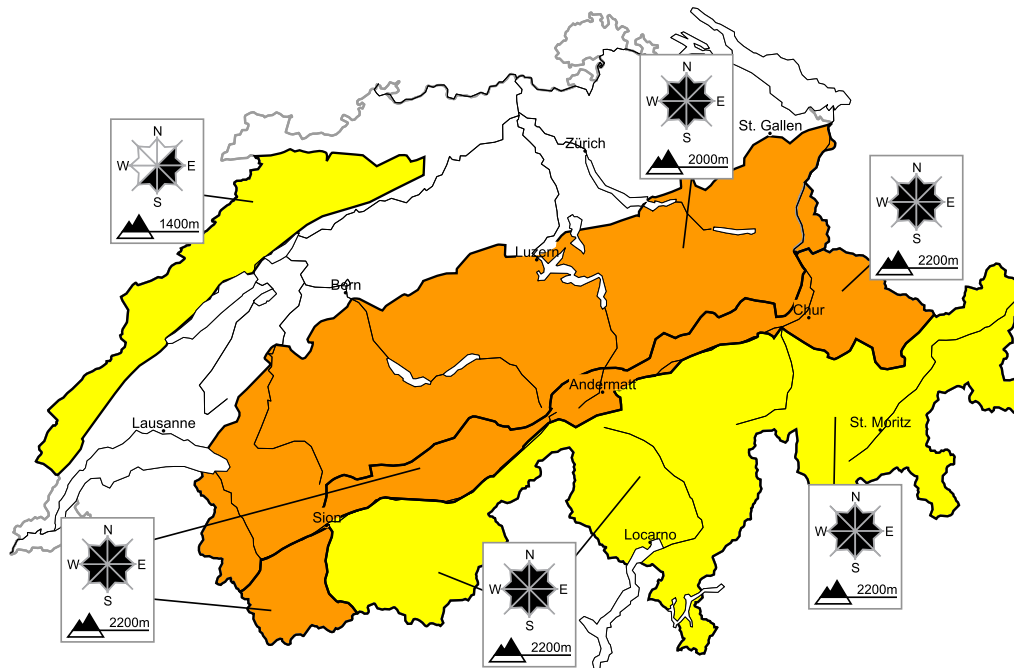 N
W E
S
2000m
St. Gallen
N
W E
S
1400m
Zürich
N
W E
S
2200m
Luzern
Bern
Chur
Andermatt
Lausanne
St. Moritz
N
W E
S
2200m
Sion
N
W E
S
2200m
Locarno
N
W E
S
2200m